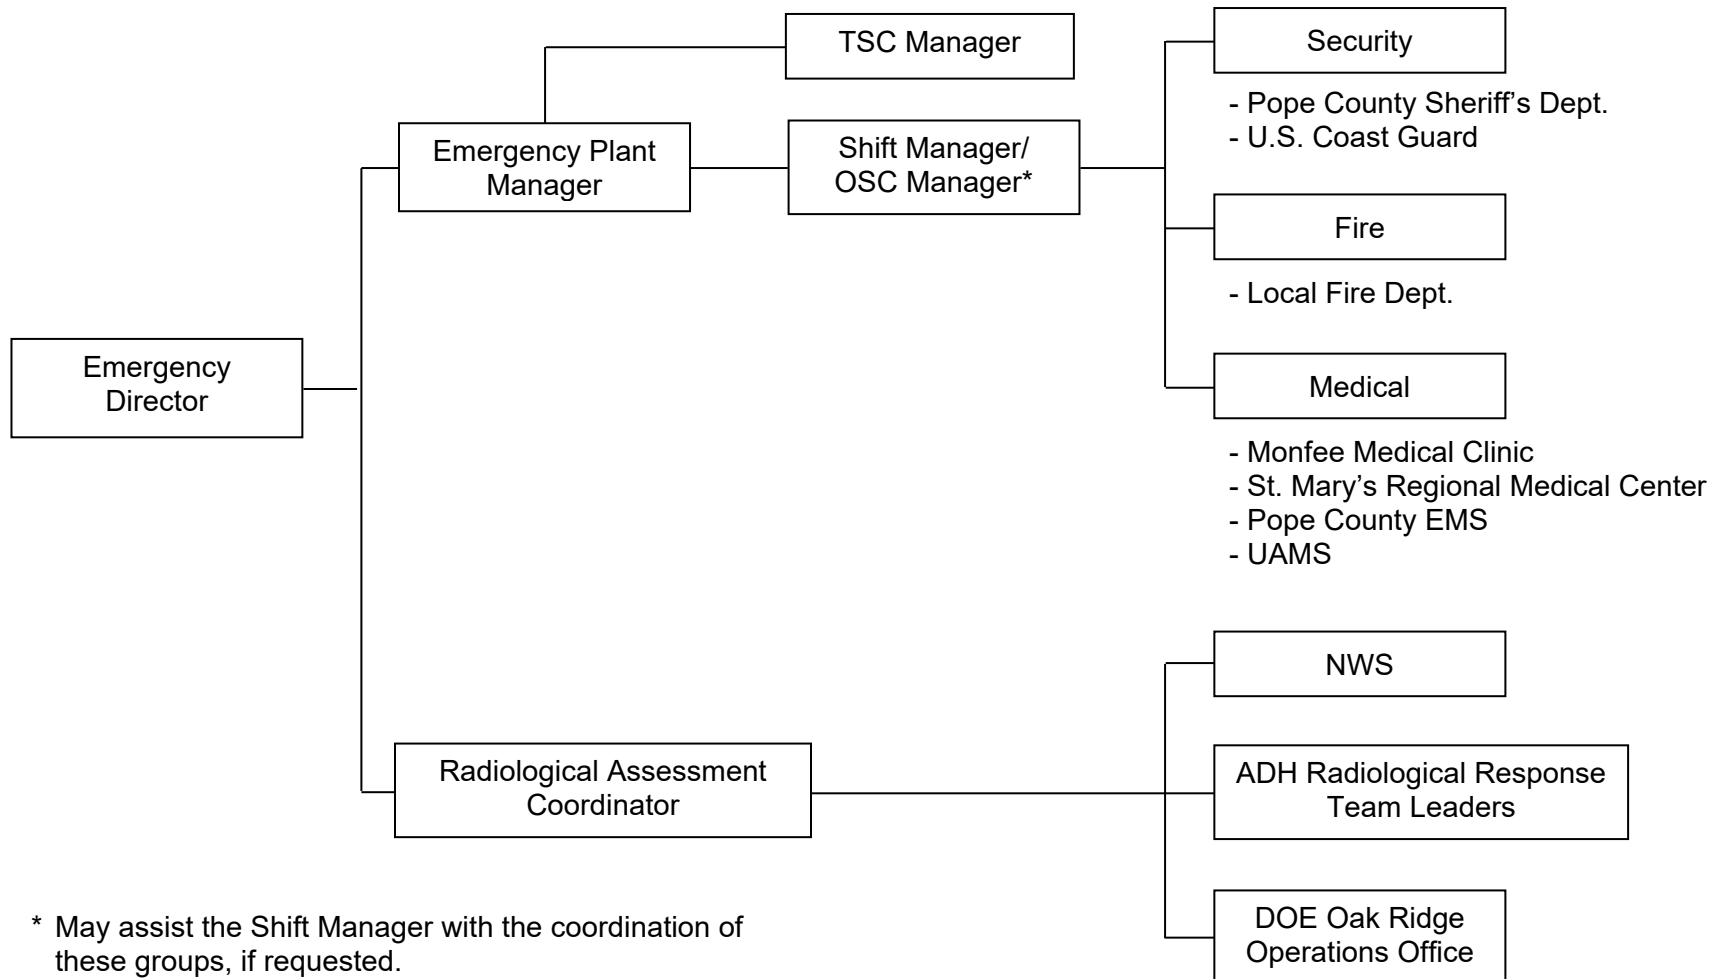 TSC Manager
Security
- Pope County Sheriff’s Dept.
- U.S. Coast Guard
Emergency Plant
Manager
Shift Manager/
OSC Manager*
Fire
- Local Fire Dept.
Emergency
Director
Medical
- Monfee Medical Clinic
- St. Mary’s Regional Medical Center
- Pope County EMS
- UAMS
NWS
Radiological Assessment
Coordinator
ADH Radiological Response
Team Leaders
DOE Oak Ridge
Operations Office
* May assist the Shift Manager with the coordination of
these groups, if requested.